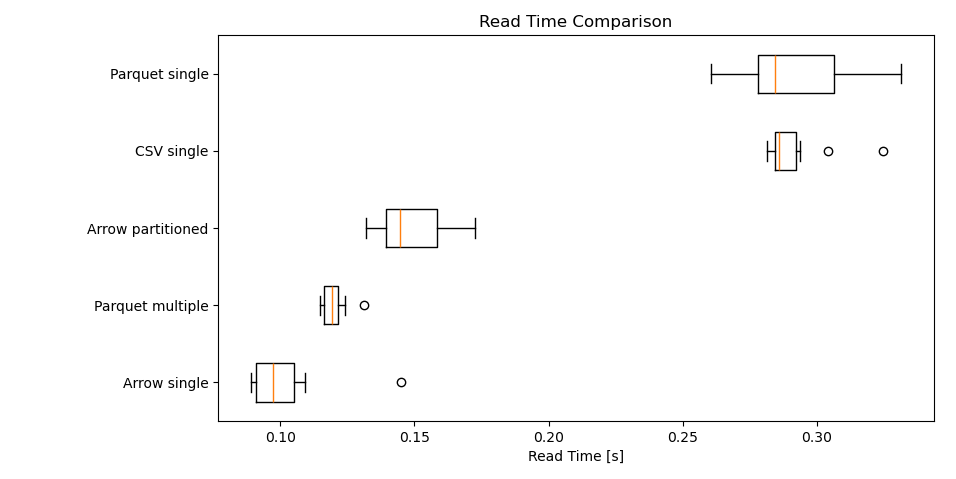 Read Time Comparison
Parquet single
CSV single
Arrow partitioned
Parquet multiple
Arrow single
0.10 0.15 0.20 0.25 0.30
Read Time [s]